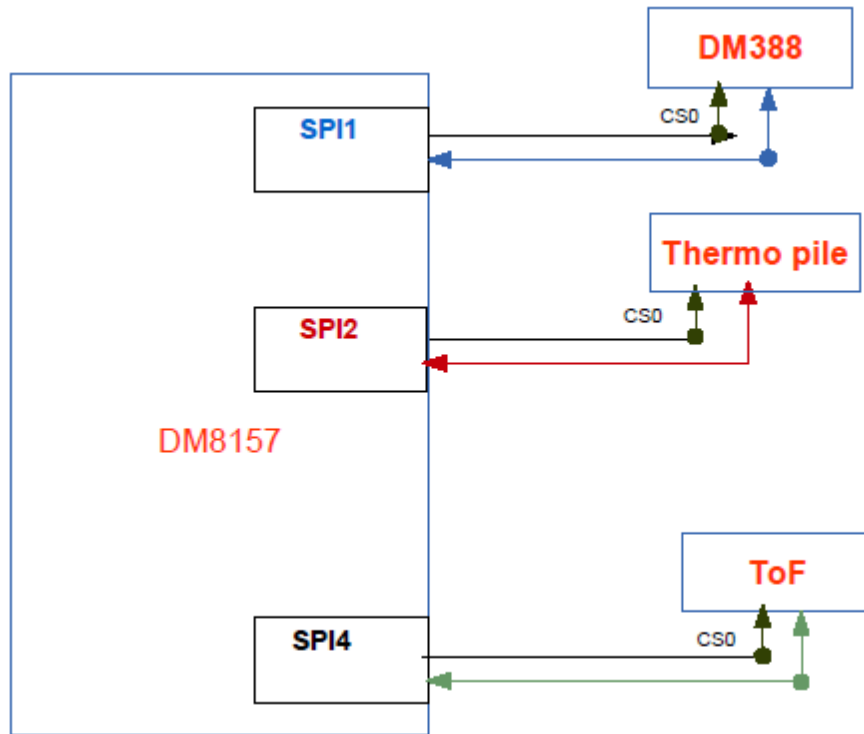 DM388
SPI1
CS0
Thermo pile
SPI2
CS0
DM8157
ToF
SPI4
CS0